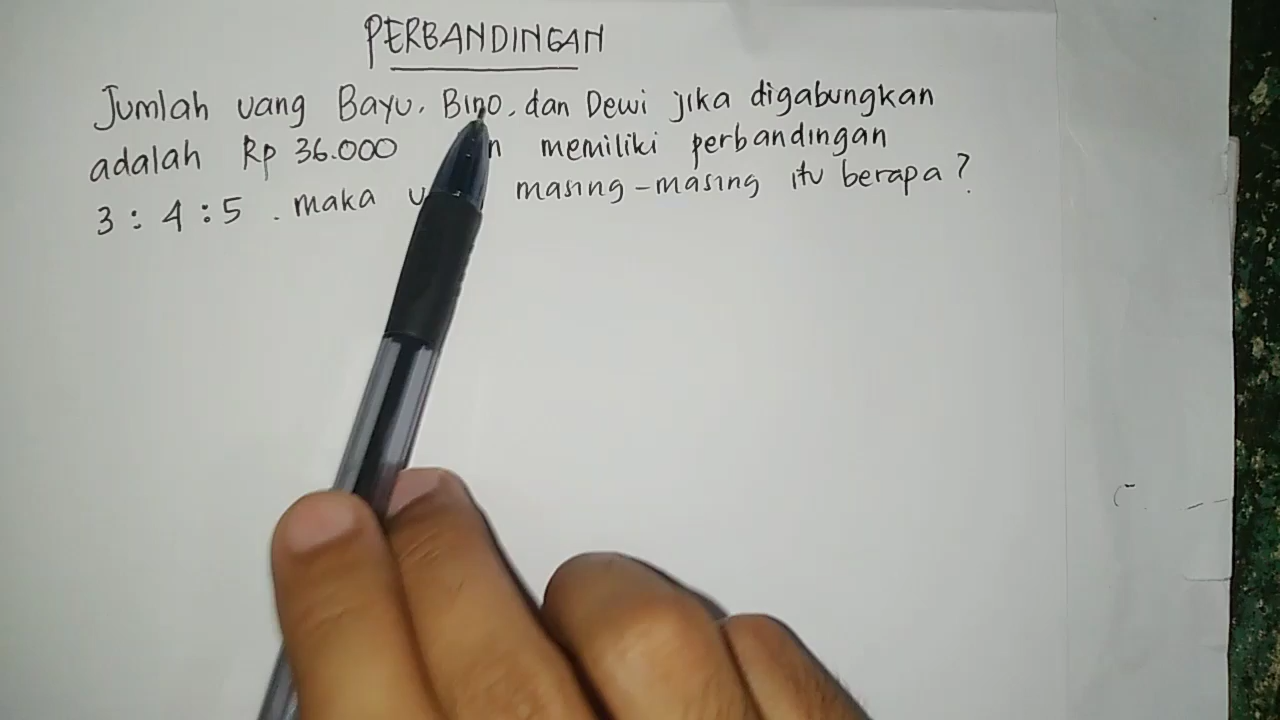 PERBANDINGAN
Jumlah uang Bayu, Bino, dan Dewi jika digabungkan
adalah Rp 36.000 memiliki perbandingan
3 : 4 : 5 . maka masing-masing itu berapa ?